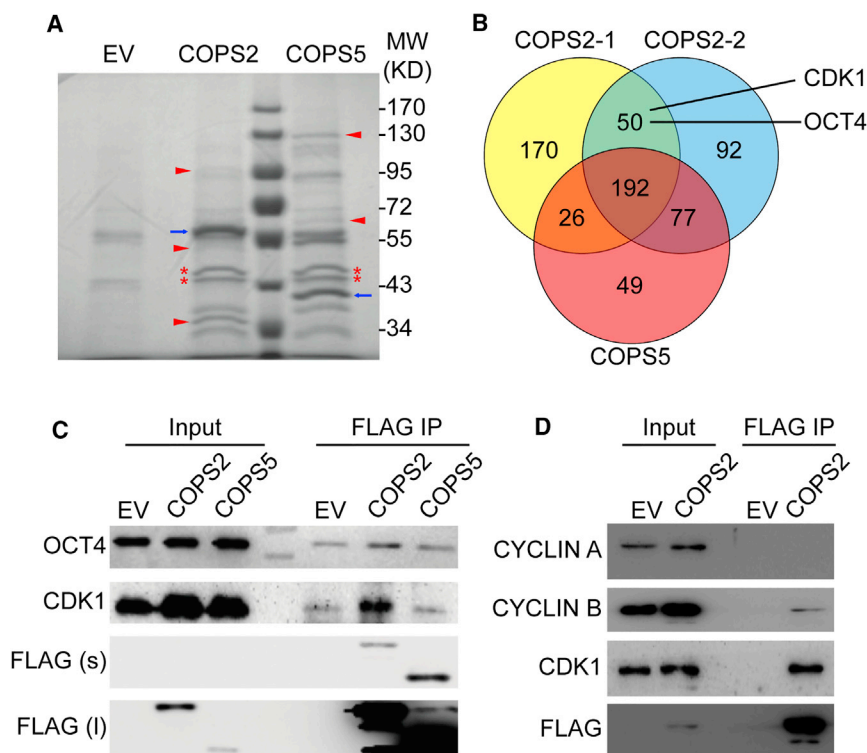 A
EV COPS2 COPS5 MW
(KD)
-170
-130
-95
-72
-55
-43
-34
*
*
*
*
B
COPS2-1 COPS2-2
CDK1
OCT4
50
170
92
192
26
77
49
COPS5
C
Input FLAG IP
EV COPS2 COPS5 EV COPS2 COPS5
OCT4
CDK1
FLAG (s)
FLAG (l)
D
Input FLAG IP
EV COPS2 EV COPS2
CYCLIN A
CYCLIN B
CDK1
FLAG